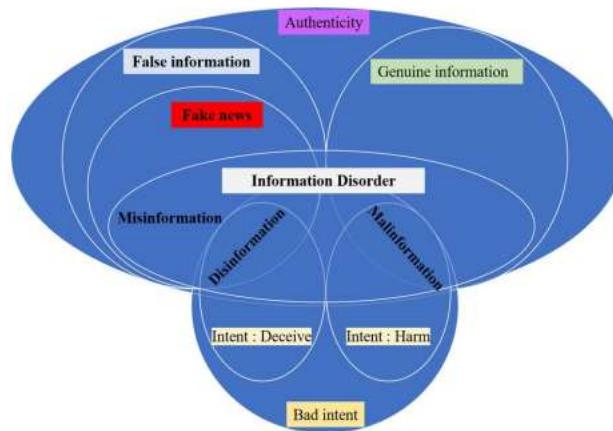 Authenticity
False information
Genuine information
Fake news
Information Disorder
Misinformation
Disinformation
Malinformation
Intent : Deceive
Intent : Harm
Bad intent